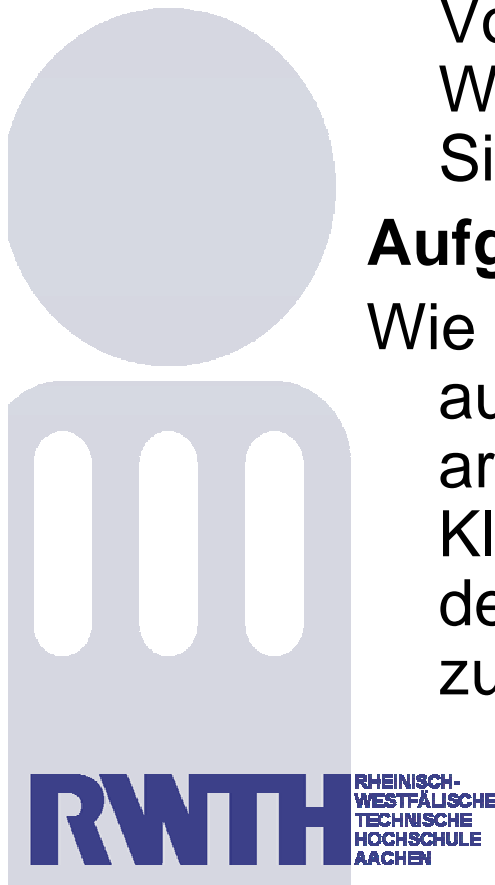 Vo
W
Si
Aufg
Wie
au
ar
Kl
de
zu
RWTH
RHEINISCH-
WESTFÄLISCHE
TECHNISCHE
HOCHSCHULE
AACHEN